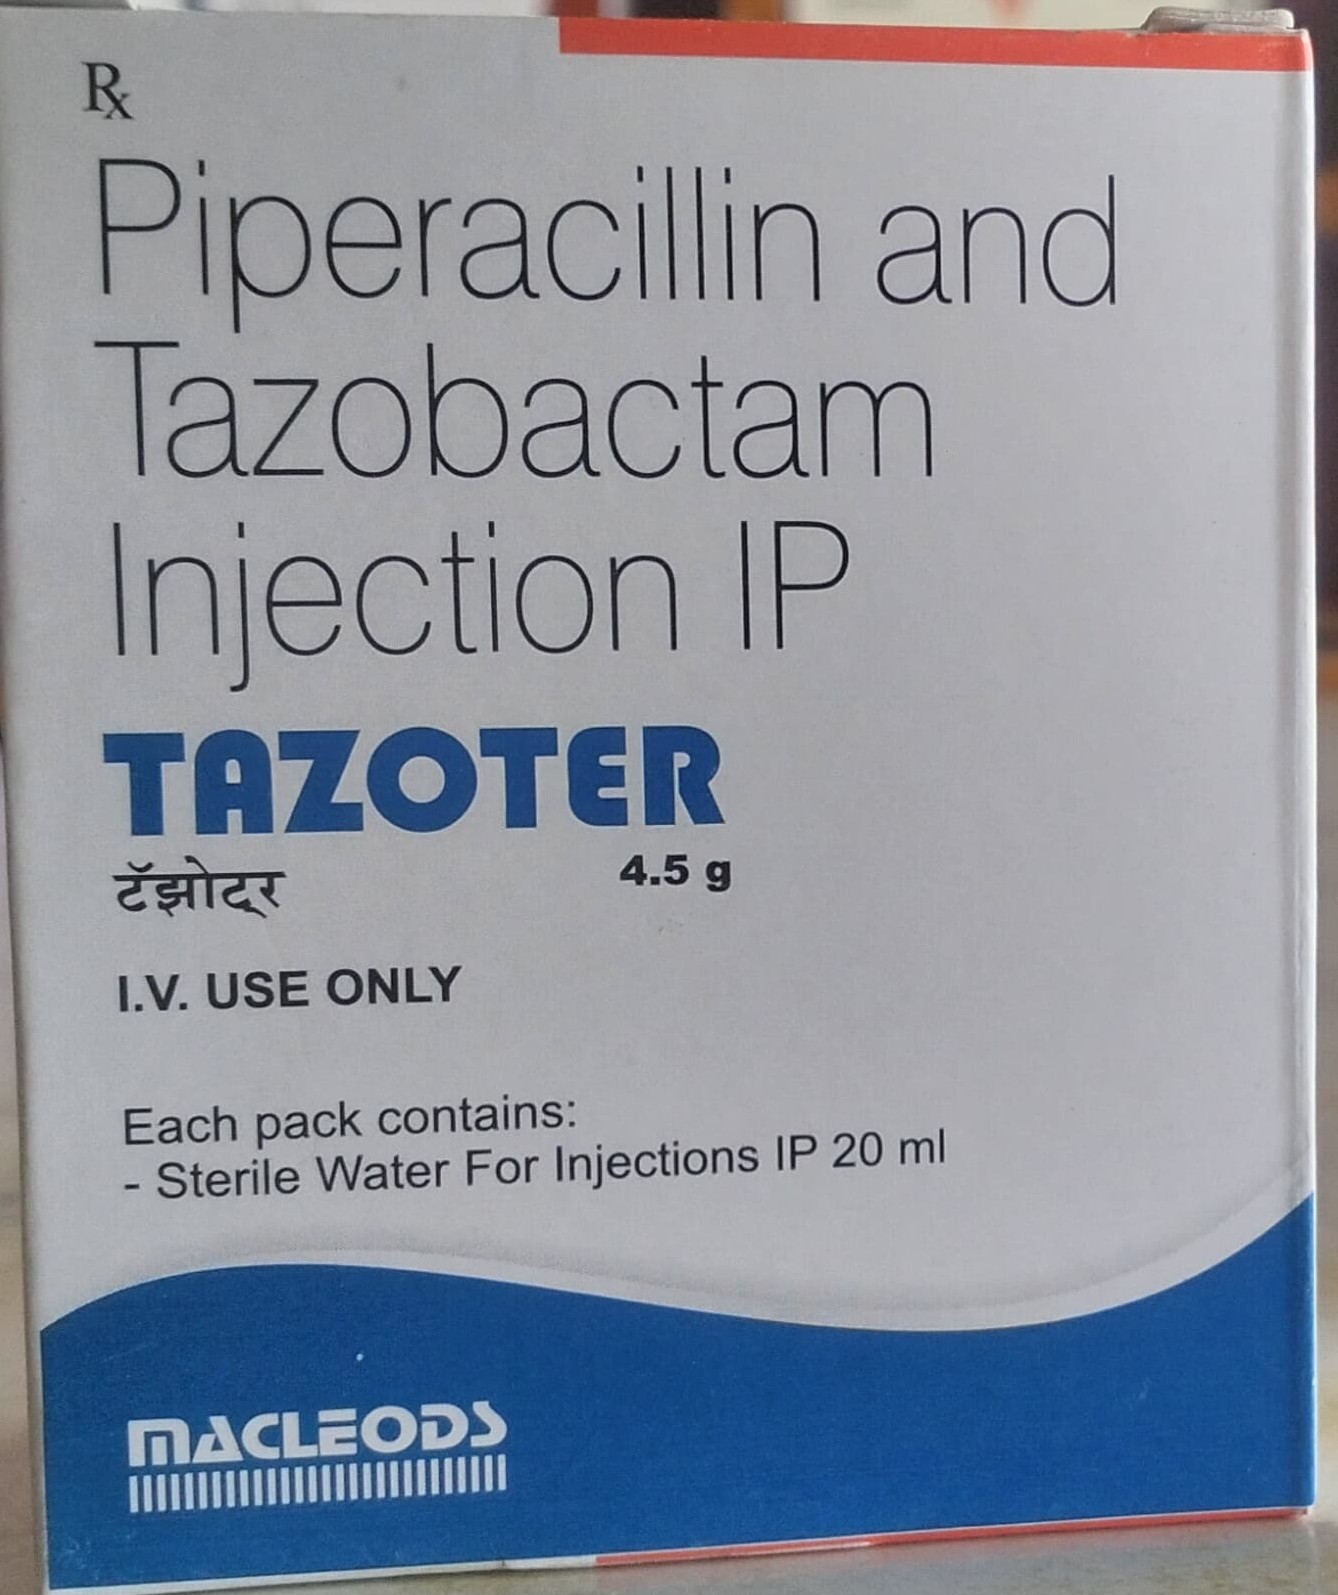 Rx
Piperacillin and
Tazobactam
Injection IP
TAZOTER
टॅझोट्र 4.5 g
I.V. USE ONLY
Each pack contains:
- Sterile Water For Injections IP 20 ml
MACLEODS